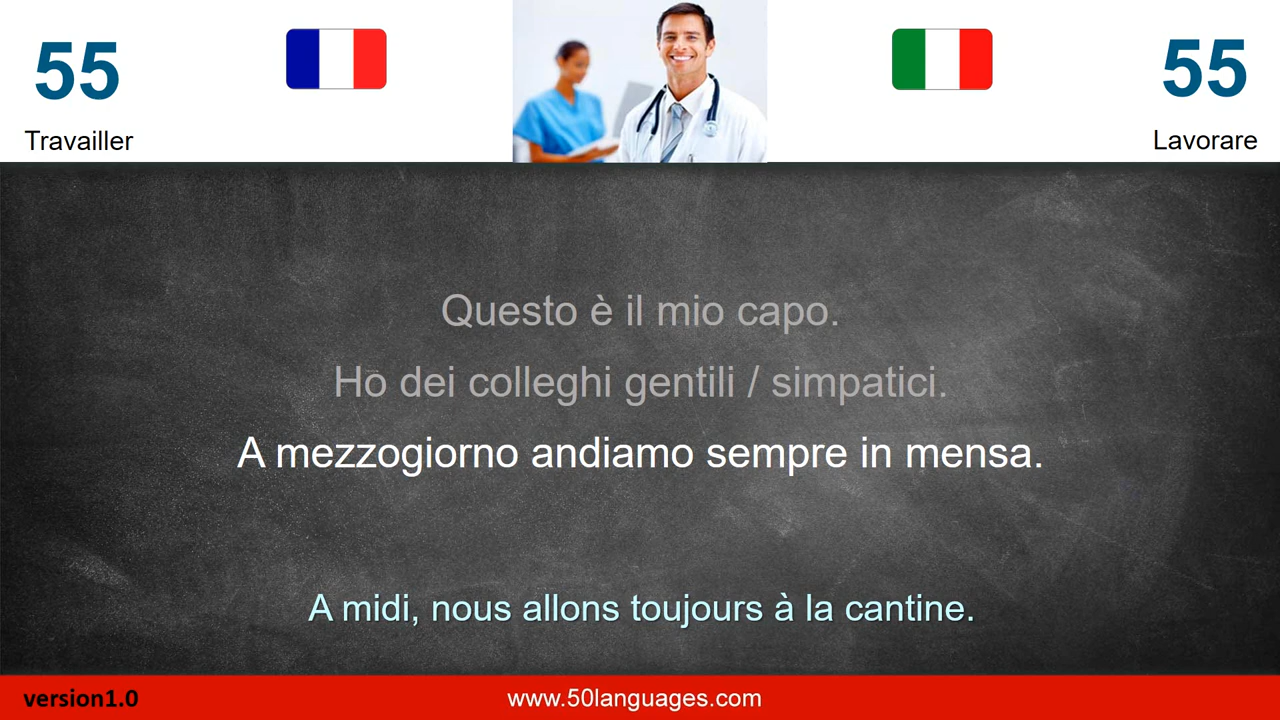 55
55
Travailler
Lavorare
Questo è il mio capo.
Ho dei colleghi gentili / simpatici.
A mezzogiorno andiamo sempre in mensa.
A midi, nous allons toujours à la cantine.
version1.0
www.50languages.com